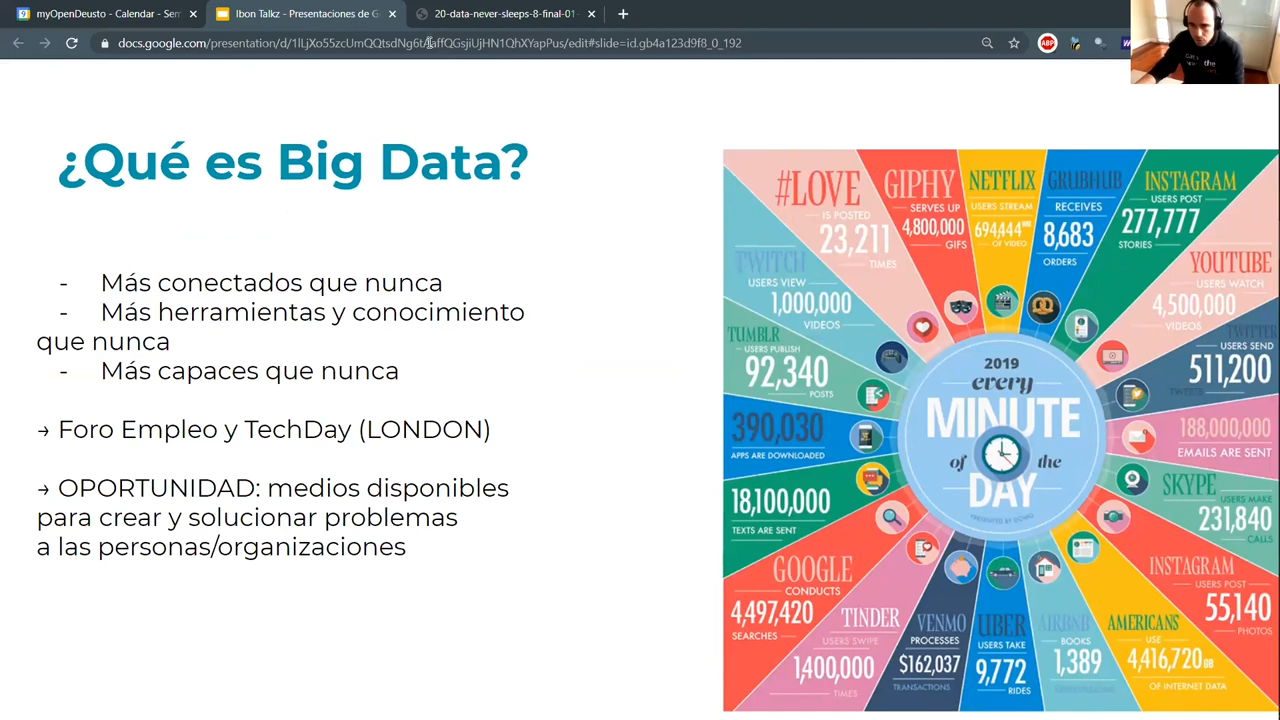 myOpenDeusto - Calendar - Sem
Ibon Talkz - Presentaciones de G
20-data-never-sleeps-8-final-01-
¿Qué es Big Data?
- Más conectados que nunca
- Más herramientas y conocimiento
que nunca
- Más capaces que nunca
→ Foro Empleo y TechDay (LONDON)
→ OPORTUNIDAD: medios disponibles
para crear y solucionar problemas
a las personas/organizaciones
#LOVE
IS POSTED
23,211
TIMES
GIPHY
SERVES UP
4,800,000
GIFS
NETFLIX
USERS STREAM
694,444
OF VIDEO
GRUBHUB
RECEIVES
8,683
ORDERS
INSTAGRAM
USERS POST
277,777
STORIES
YOUTUBE
USERS WATCH
4,500,000
VIDEOS
TWITTER
USERS SEND
511,200
TWEETS
188,000,000
EMAILS ARE SENT
SKYPE
USERS MAKE
231,840
CALLS
INSTAGRAM
USERS POST
55,140
PHOTOS
AMERICANS
USE
4,416,720 GB
OF INTERNET DATA
AIRBNB
BOOKS
1,389
UBER
USERS TAKE
9,772
RIDES
VENMO
PROCESSES
$162,037
TRANSACTIONS
TINDER
USERS SWIPE
1,400,000
TIMES
GOOGLE
CONDUCTS
4,497,420
SEARCHES
18,100,000
TEXTS ARE SENT
390,030
APPS ARE DOWNLOADED
TUMBLR
USERS PUBLISH
92,340
POSTS
TWITCH
USERS VIEW
1,000,000
VIDEOS
2019
every
MINUTE
of the
DAY
PRESENTED BY DOMO
ABP